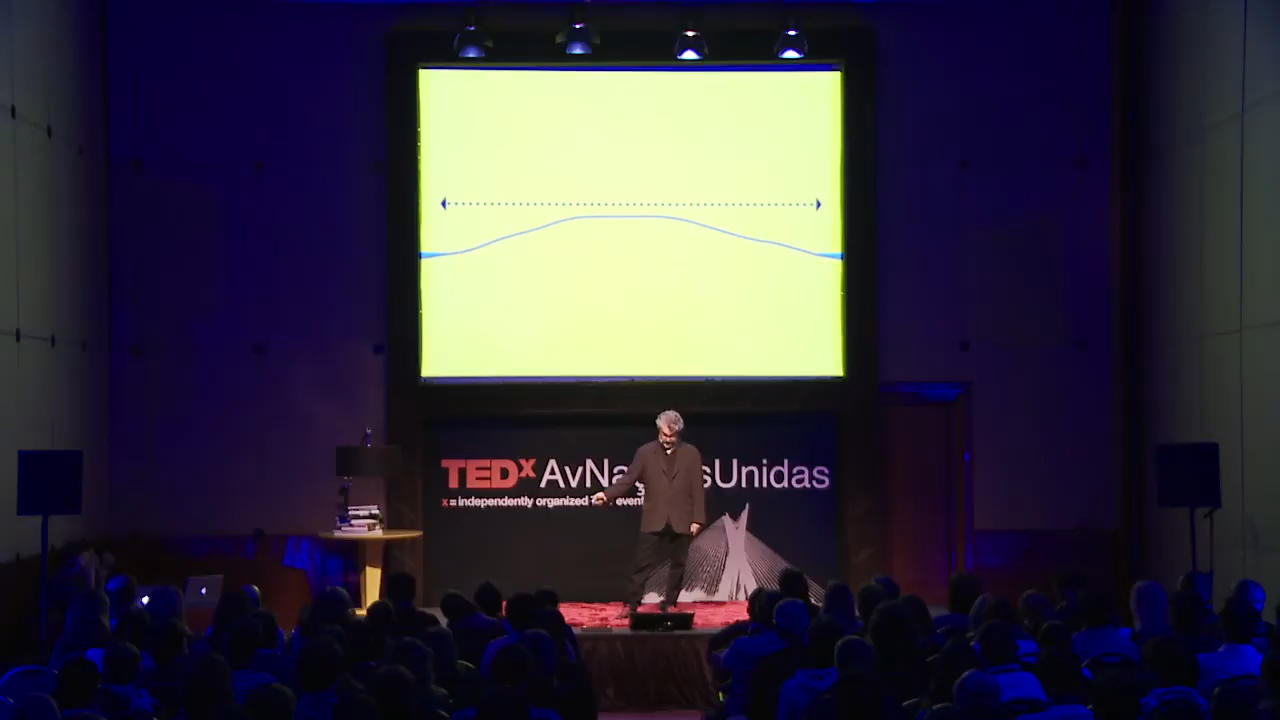 TEDx AvNa sUnidas
x = independently organized event